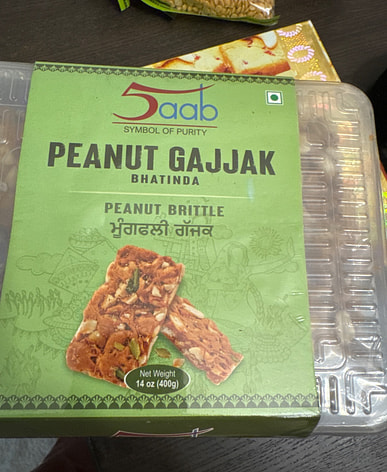 5aab
SYMBOL OF PURITY
PEANUT GAJJAK
BHATINDA
PEANUT BRITTLE
ਮੂੰਗਫਲੀ ਗੱਜਕ
Net Weight
14 oz (400g)